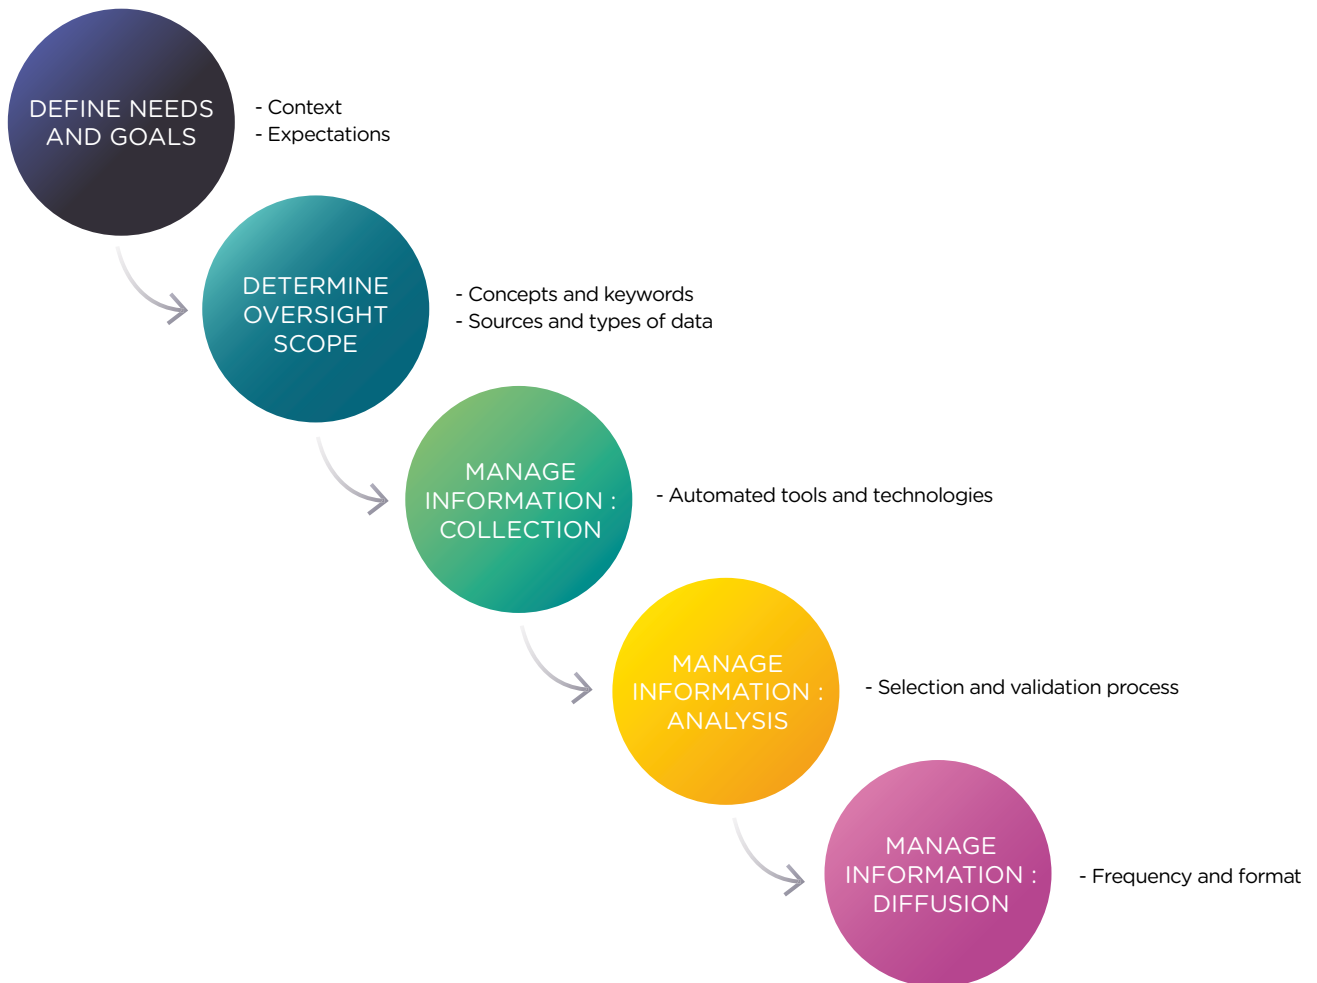 DEFINE NEEDS
AND GOALS
- Context
- Expectations
DETERMINE
OVERSIGHT
SCOPE
- Concepts and keywords
- Sources and types of data
MANAGE
INFORMATION :
COLLECTION
- Automated tools and technologies
MANAGE
INFORMATION :
ANALYSIS
- Selection and validation process
MANAGE
INFORMATION :
DIFFUSION
- Frequency and format